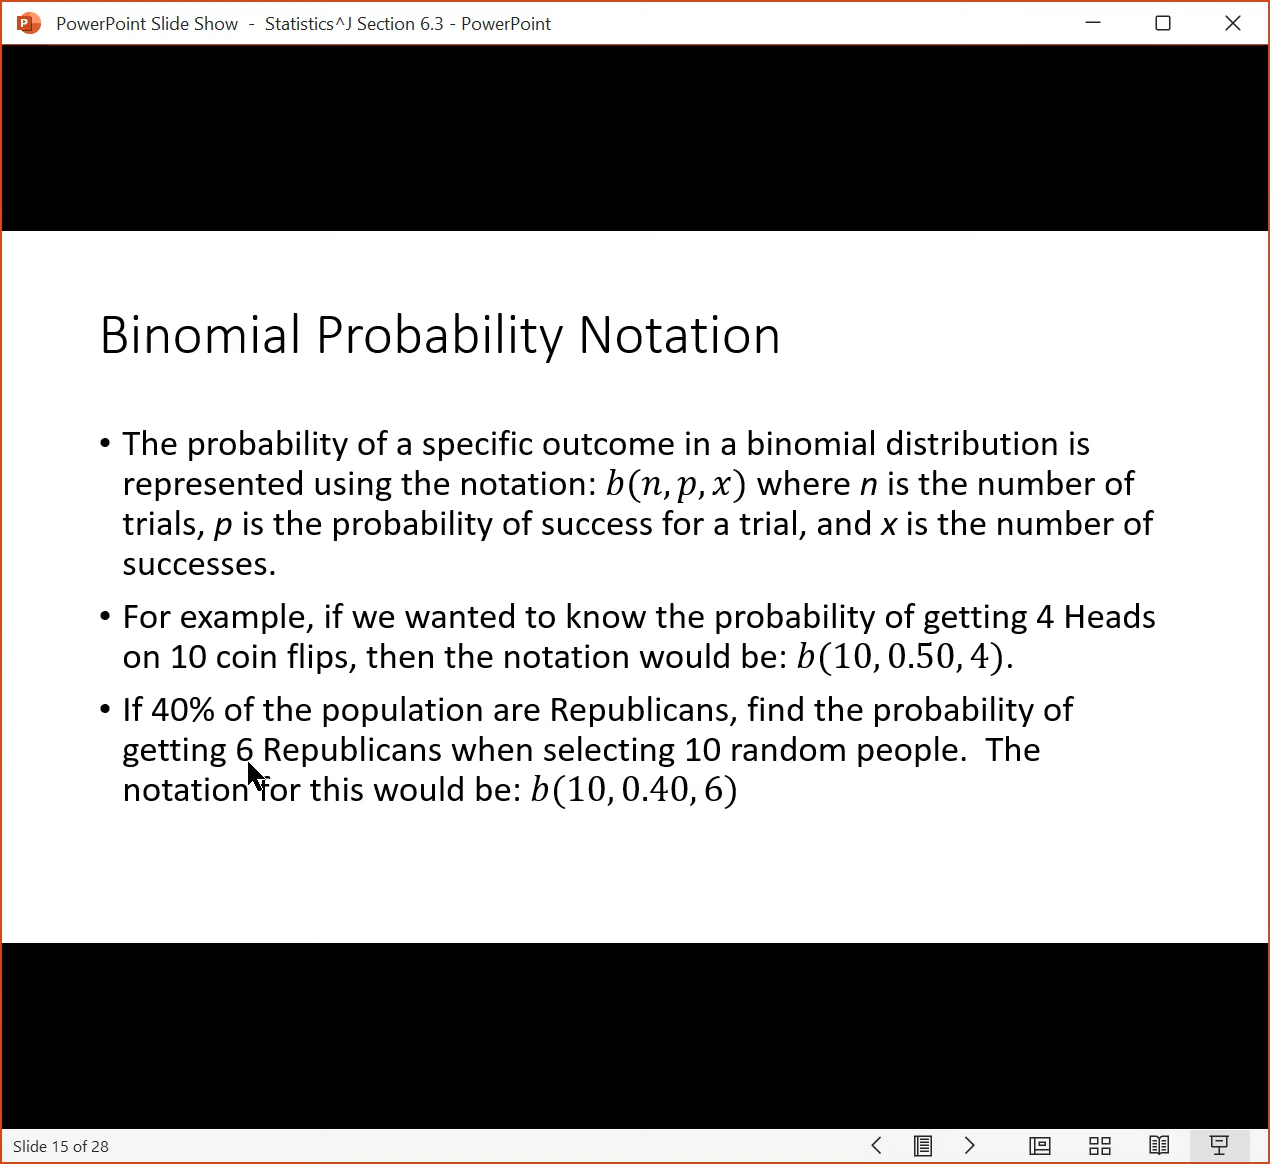 PowerPoint Slide Show - Statistics^J Section 6.3 - PowerPoint
Binomial Probability Notation
• The probability of a specific outcome in a binomial distribution is
represented using the notation: b(n, p, x) where n is the number of
trials, p is the probability of success for a trial, and x is the number of
successes.
• For example, if we wanted to know the probability of getting 4 Heads
on 10 coin flips, then the notation would be: b(10, 0.50, 4).
• If 40% of the population are Republicans, find the probability of
getting 6 Republicans when selecting 10 random people.  The
notation for this would be: b(10, 0.40, 6)
Slide 15 of 28